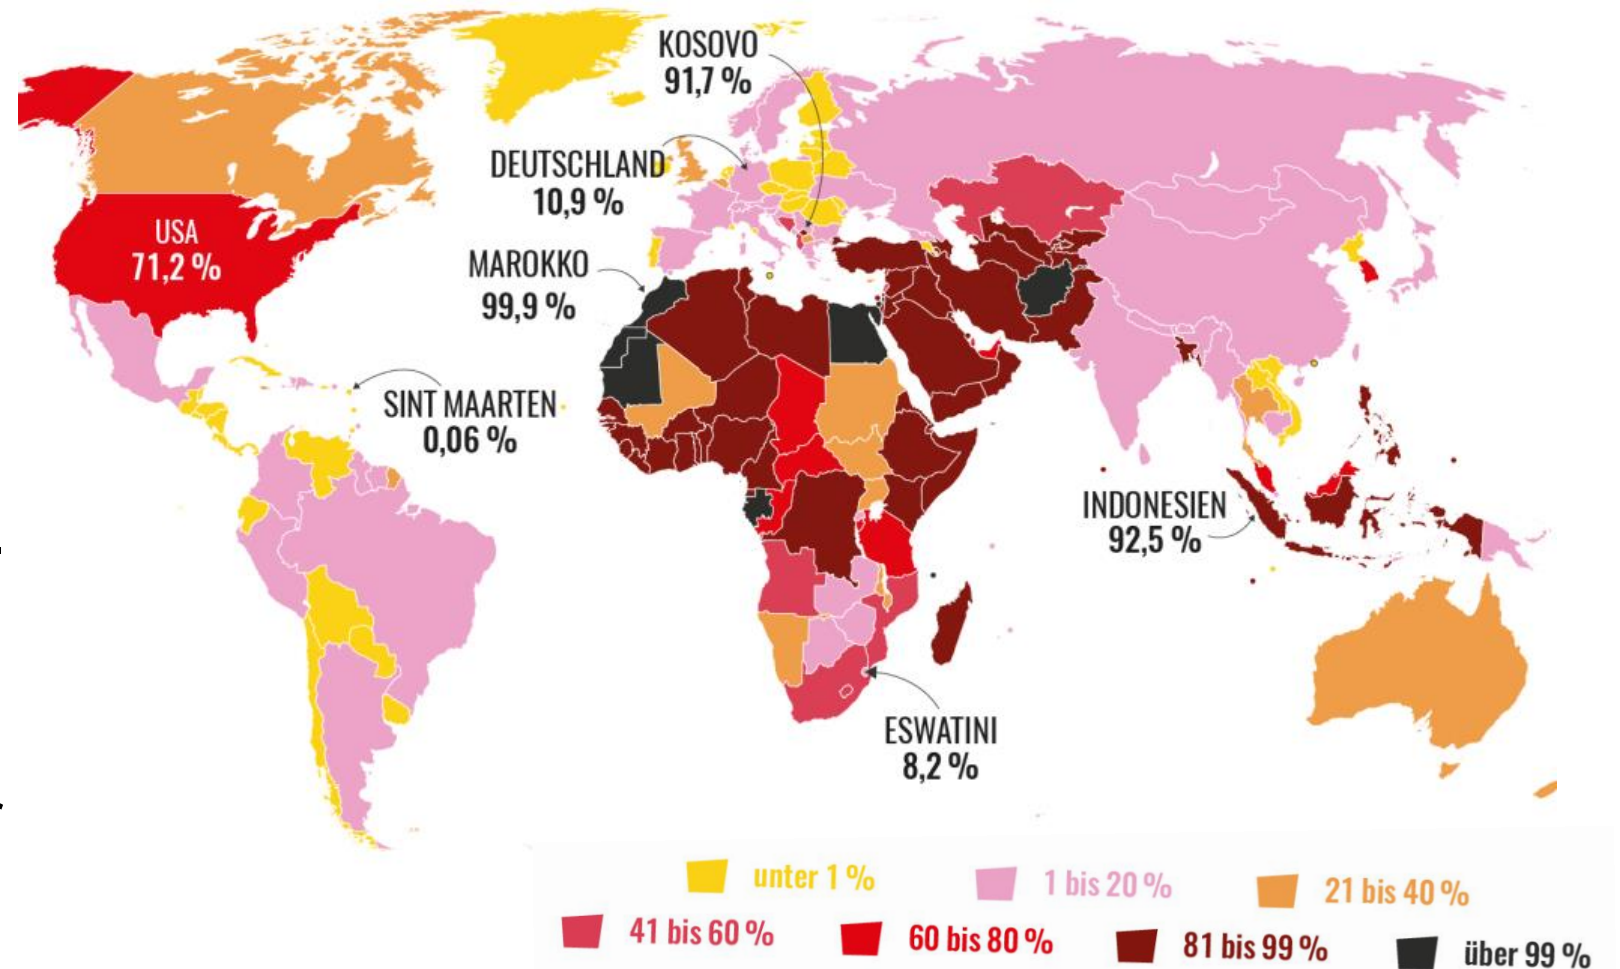 KOSOVO
91,7 %
DEUTSCHLAND
10,9 %
USA
71,2 %
MAROKKO
99,9 %
SINT MAARTEN
0,06 %
INDONESIEN
92,5 %
ESWATINI
8,2 %
unter 1 %
1 bis 20 %
21 bis 40 %
41 bis 60 %
60 bis 80 %
81 bis 99 %
über 99 %